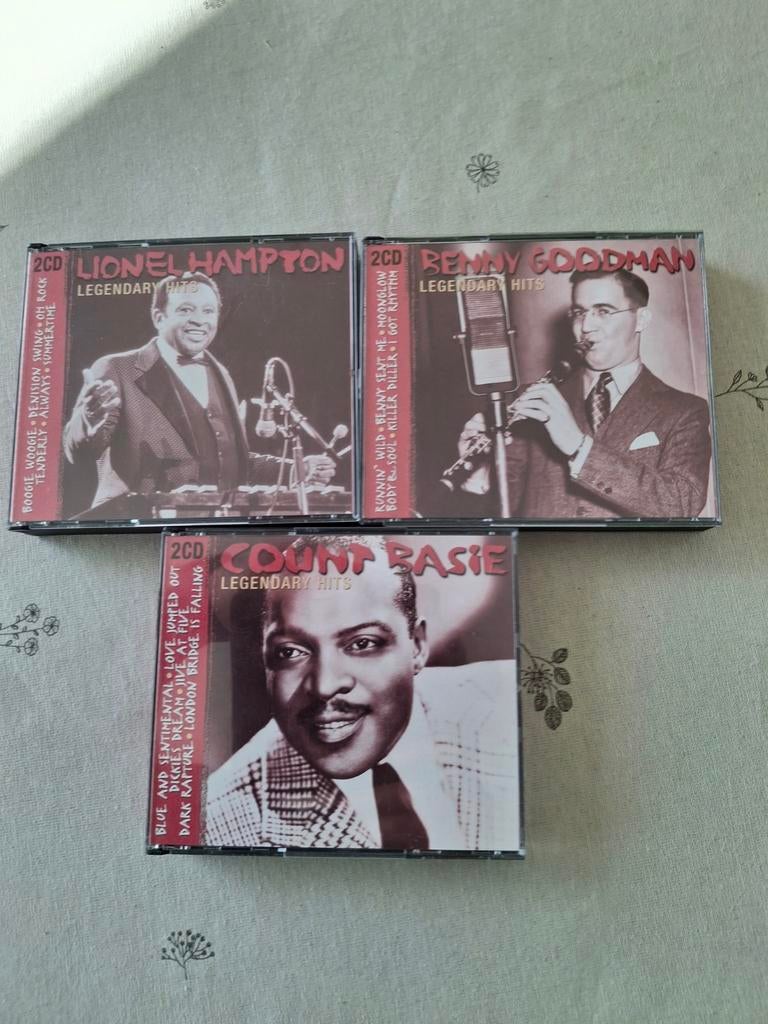 2CD
LIONEL HAMPTON
LEGENDARY HITS
BOOGIE WOOGIE • DENISION SWING • OH ROCK
TENDERLY • ALWAYS • SUMMERTIME
2CD
BENNY GOODMAN
LEGENDARY HITS
RUNNIN' WILD • BENNY SENT ME • MOONGLOW
BODY & SOUL • KILLER DILLER • I GOT RHYTHM
2CD
COUNT BASIE
LEGENDARY HITS
BLUE AND SENTIMENTAL • LOVE JUMPED OUT
DICKIES DREAM • JIVE AT FIVE
DARK RAPTURE • LONDON BRIDGE IS FALLING